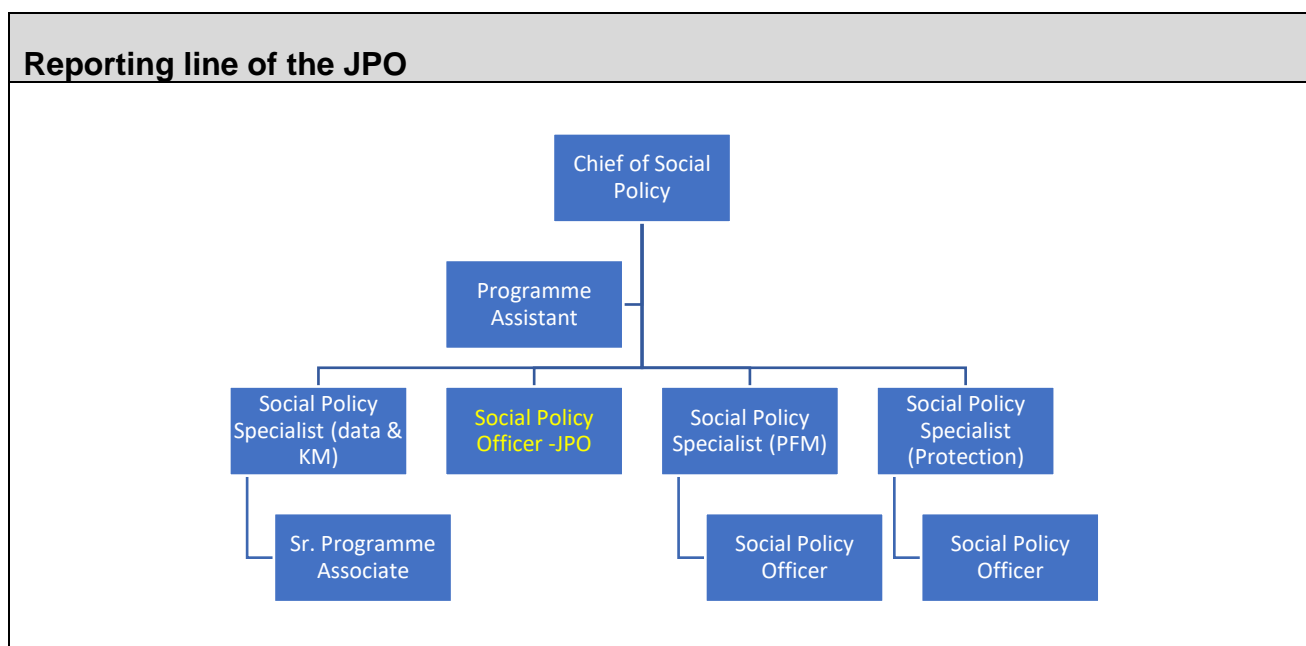 Reporting line of the JPO
Chief of Social
Policy
Programme
Assistant
Social Policy
Specialist (data &
KM)
Social Policy
Officer -JPO
Social Policy
Specialist (PFM)
Social Policy
Specialist
(Protection)
Sr. Programme
Associate
Social Policy
Officer
Social Policy
Officer